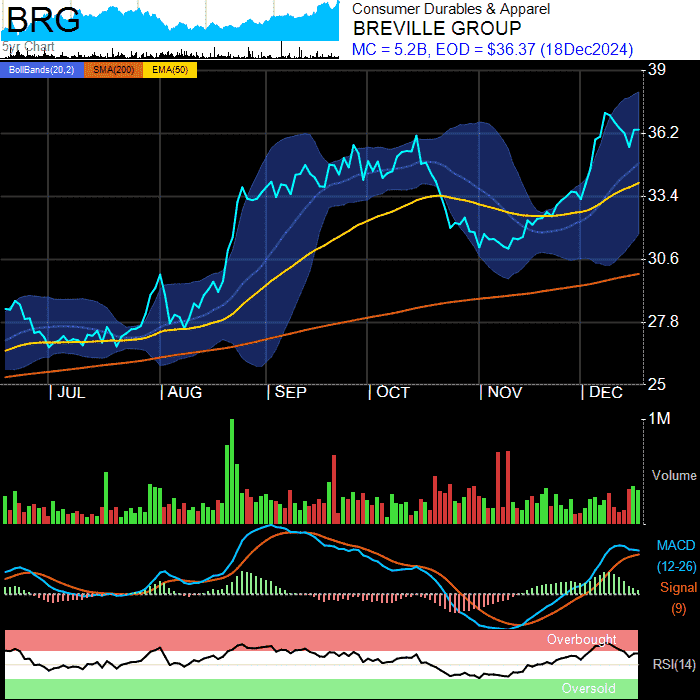 BRG
5yr Chart
Consumer Durables & Apparel
BREVILLE GROUP
MC = 5.2B, EOD = $36.37 (18Dec2024)
BollBands(20,2) SMA(200) EMA(50)
39
36.2
33.4
30.6
27.8
25
JUL AUG SEP OCT NOV DEC
1M
Volume
MACD
(12-26)
Signal
(9)
Overbought
RSI(14)
Oversold